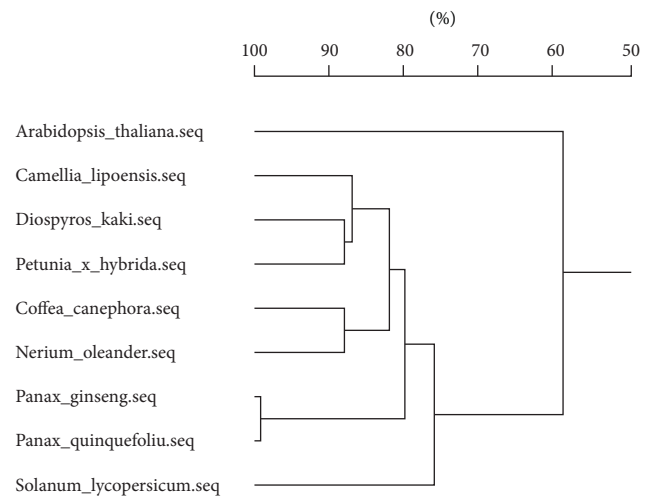 (%)
100 90 80 70 60 50
Arabidopsis_thaliana.seq
Camellia_lipoensis.seq
Diospyros_kaki.seq
Petunia_x_hybrida.seq
Coffea_canephora.seq
Nerium_oleander.seq
Panax_ginseng.seq
Panax_quinquefoliu.seq
Solanum_lycopersicum.seq